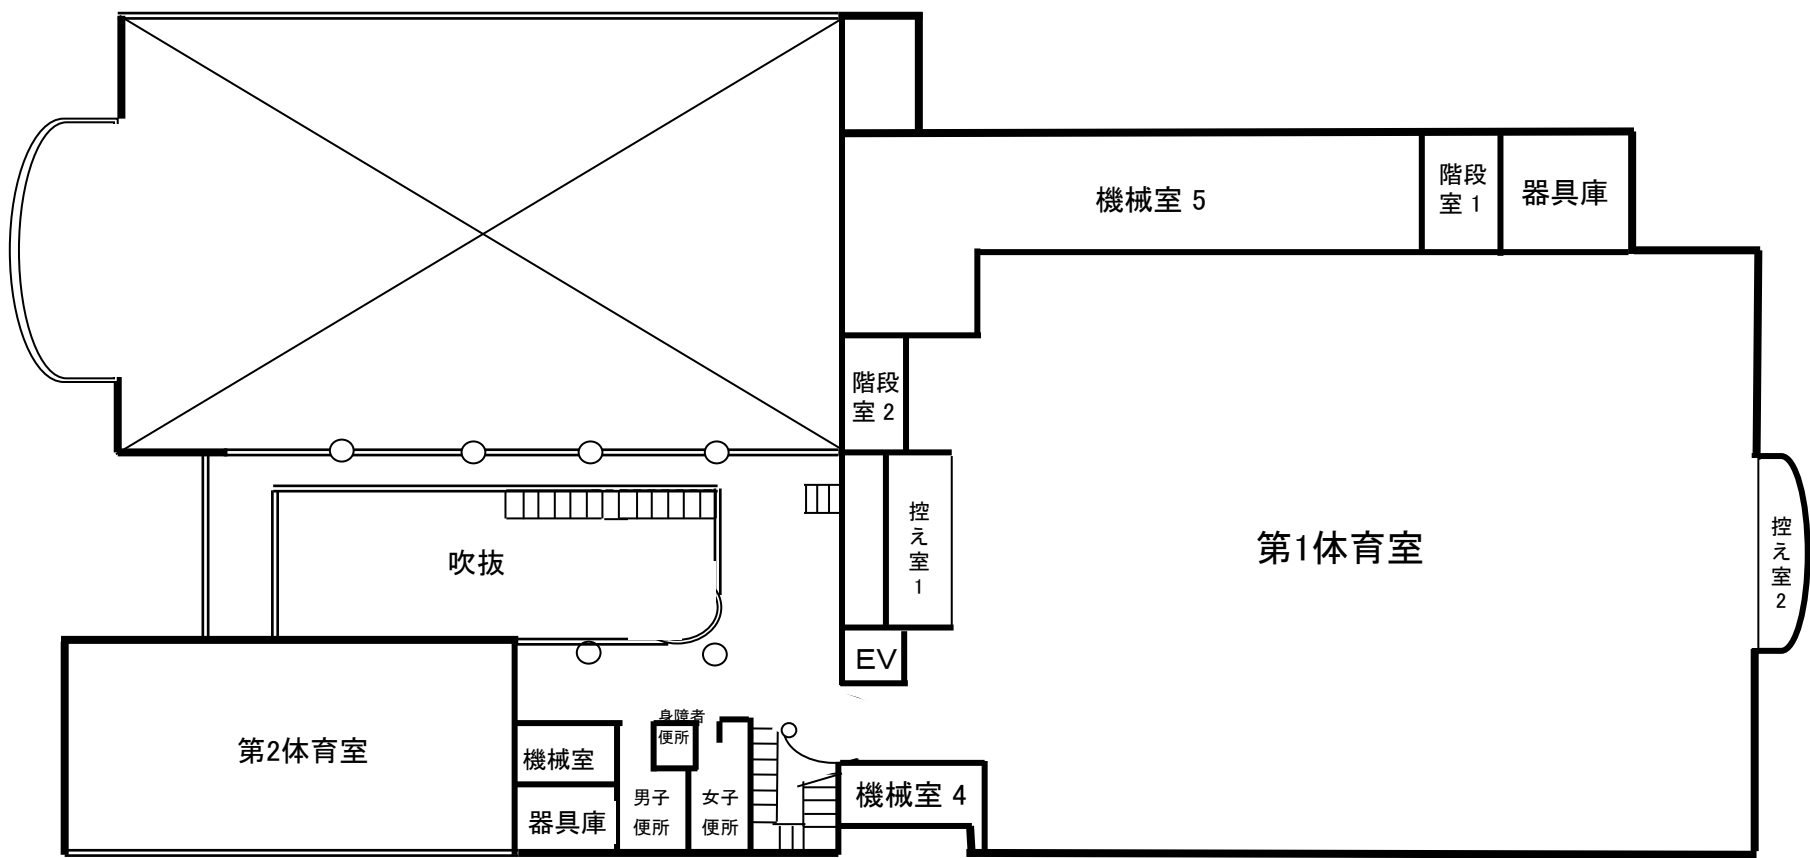 機械室 5
階段
室 1
器具庫
階段
室 2
控
え
室
1
第1体育室
控
え
室
2
吹抜
EV
身障者
便所
第2体育室
機械室
器具庫
男子
便所
女子
便所
機械室 4